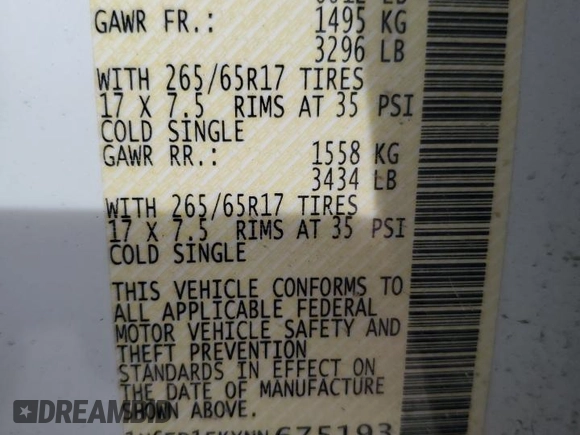 GAWR FR.: 1495 KG
3296 LB
WITH 265/65R17 TIRES
17 X 7.5 RIMS AT 35 PSI
COLD SINGLE
GAWR RR.: 1558 KG
3434 LB
WITH 265/65R17 TIRES
17 X 7.5 RIMS AT 35 PSI
COLD SINGLE
THIS VEHICLE CONFORMS TO
ALL APPLICABLE FEDERAL
MOTOR VEHICLE SAFETY AND
THEFT PREVENTION
STANDARDS IN EFFECT ON
THE DATE OF MANUFACTURE
SHOWN ABOVE.
DREAMBID